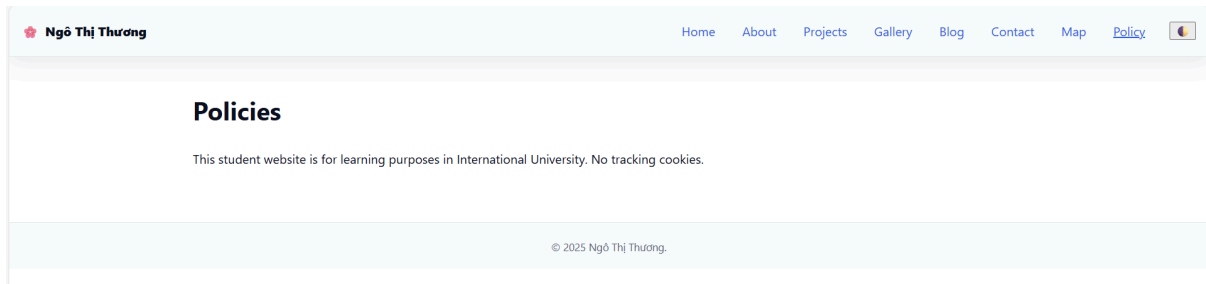 Ngô Thị Thương
Home About Projects Gallery Blog Contact Map Policy
Policies
This student website is for learning purposes in International University. No tracking cookies.
© 2025 Ngô Thị Thương.